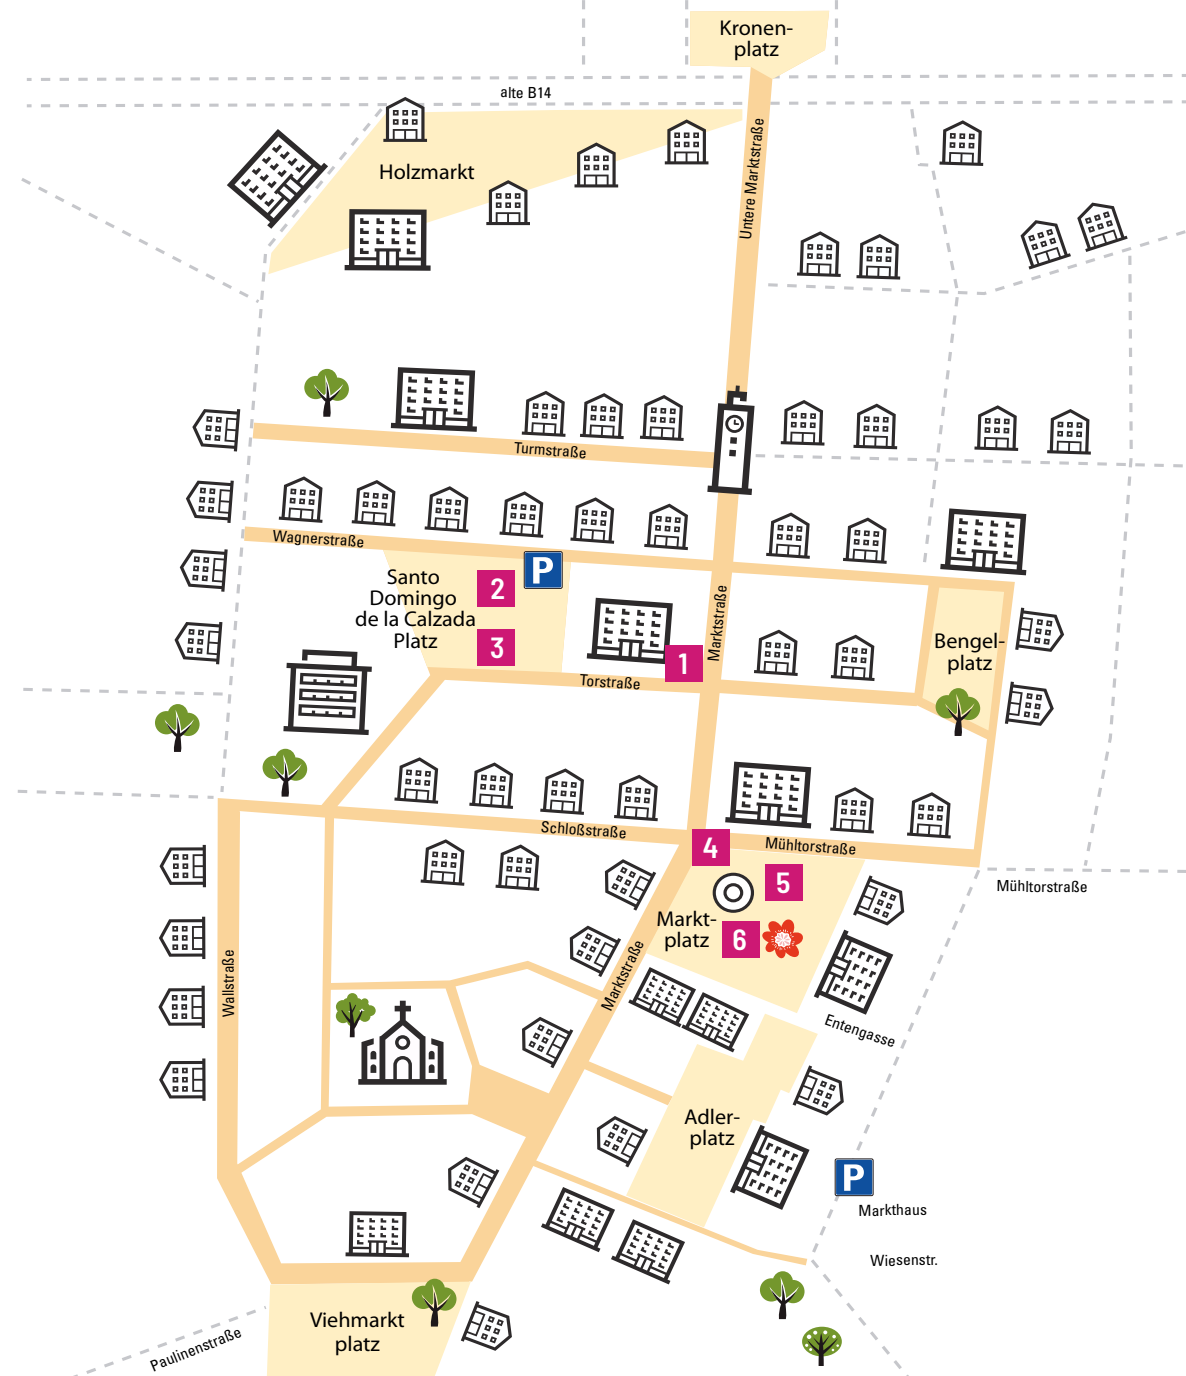 Kronen-
platz
alte B14
Untere Marktstraße
Holzmarkt
Turmstraße
Wagnerstraße
P
Santo
Domingo
de la Calzada
Platz
2
3
1
Marktstraße
Torstraße
Bengel-
platz
Schloßstraße
4
Mühltorstraße
5
Mühltorstraße
Markt-
platz
6
Marktstraße
Wallstraße
Entengasse
Adler-
platz
P
Markthaus
Wiesenstr.
Viehmarkt
platz
Paulinenstraße